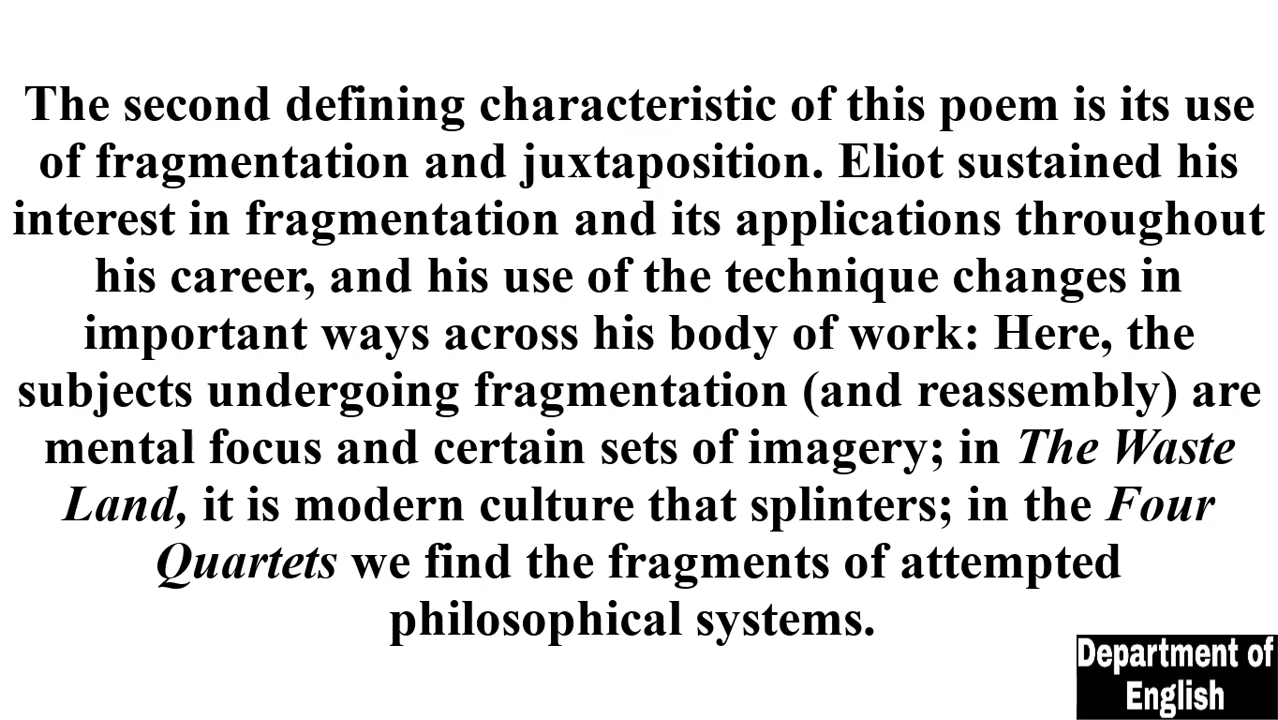 The second defining characteristic of this poem is its use
of fragmentation and juxtaposition. Eliot sustained his
interest in fragmentation and its applications throughout
his career, and his use of the technique changes in
important ways across his body of work: Here, the
subjects undergoing fragmentation (and reassembly) are
mental focus and certain sets of imagery; in The Waste
Land, it is modern culture that splinters; in the Four
Quartets we find the fragments of attempted
philosophical systems.
Department of
English